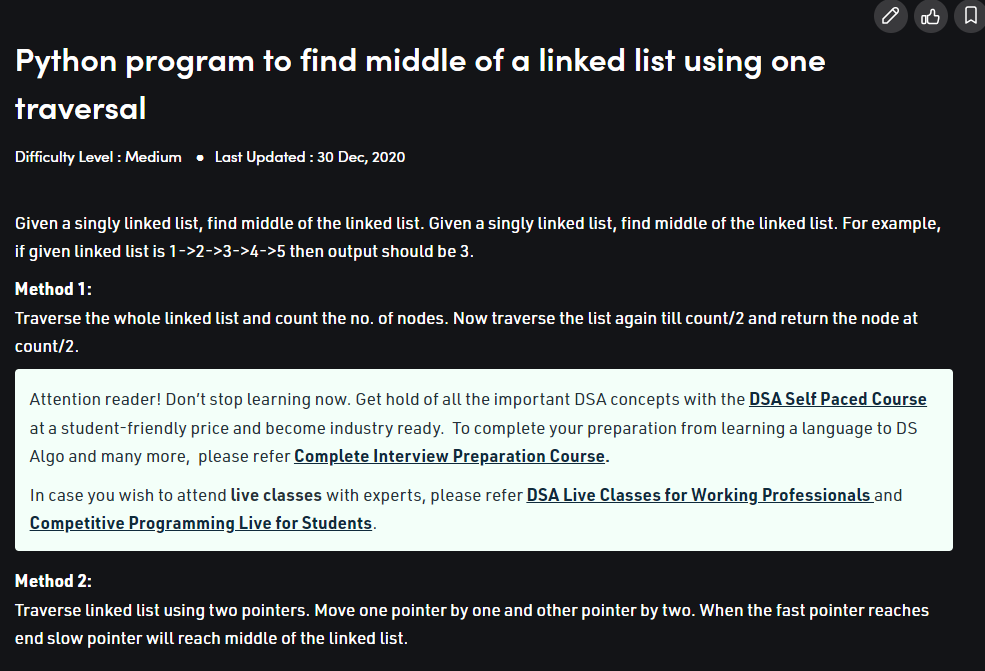 Python program to find middle of a linked list using one
traversal
Difficulty Level : Medium ● Last Updated : 30 Dec, 2020
Given a singly linked list, find middle of the linked list. Given a singly linked list, find middle of the linked list. For example,
if given linked list is 1->2->3->4->5 then output should be 3.
Method 1:
Traverse the whole linked list and count the no. of nodes. Now traverse the list again till count/2 and return the node at
count/2.
Attention reader! Don’t stop learning now. Get hold of all the important DSA concepts with the DSA Self Paced Course
at a student-friendly price and become industry ready.  To complete your preparation from learning a language to DS
Algo and many more,  please refer Complete Interview Preparation Course.
In case you wish to attend live classes with experts, please refer DSA Live Classes for Working Professionals and
Competitive Programming Live for Students.
Method 2:
Traverse linked list using two pointers. Move one pointer by one and other pointer by two. When the fast pointer reaches
end slow pointer will reach middle of the linked list.